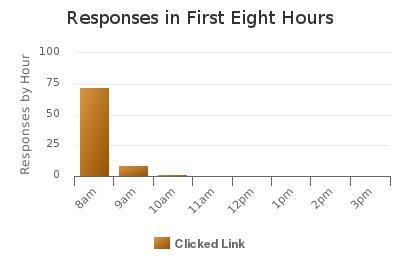 Responses in First Eight Hours
Responses by Hour
100
75
50
25
0
8am
9am
10am
11am
12pm
1pm
2pm
3pm
Clicked Link